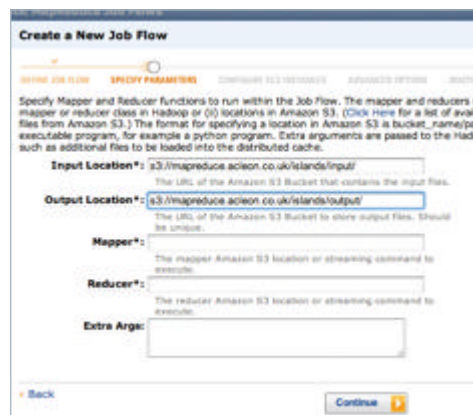 Create a New Job Flow
DEFINE JOB FLOW SPECIFY PARAMETERS CONFIGURE EC2 INSTANCES ADVANCED OPTIONS
Specify Mapper and Reducer functions to run within the Job Flow. The mapper and reducers
mapper or reducer class in Hadoop or (ii) locations in Amazon S3. (Click Here for a list of avai
files from Amazon S3.) The format for specifying a location in Amazon S3 is bucket_name/p
executable program, for example a python program. Extra arguments are passed to the Had
such as additional files to be loaded into the distributed cache.
Input Location*: s3://mapreduce.acleon.co.uk/islands/input/
The URL of the Amazon S3 Bucket that contains the input files.
Output Location*: s3://mapreduce.acleon.co.uk/islands/output/
The URL of the Amazon S3 Bucket to store output files. Should
be unique.
Mapper*:
The mapper Amazon S3 location or streaming command to
execute.
Reducer*:
The reducer Amazon S3 location or streaming command to
execute.
Extra Args:
‹ Back
Continue